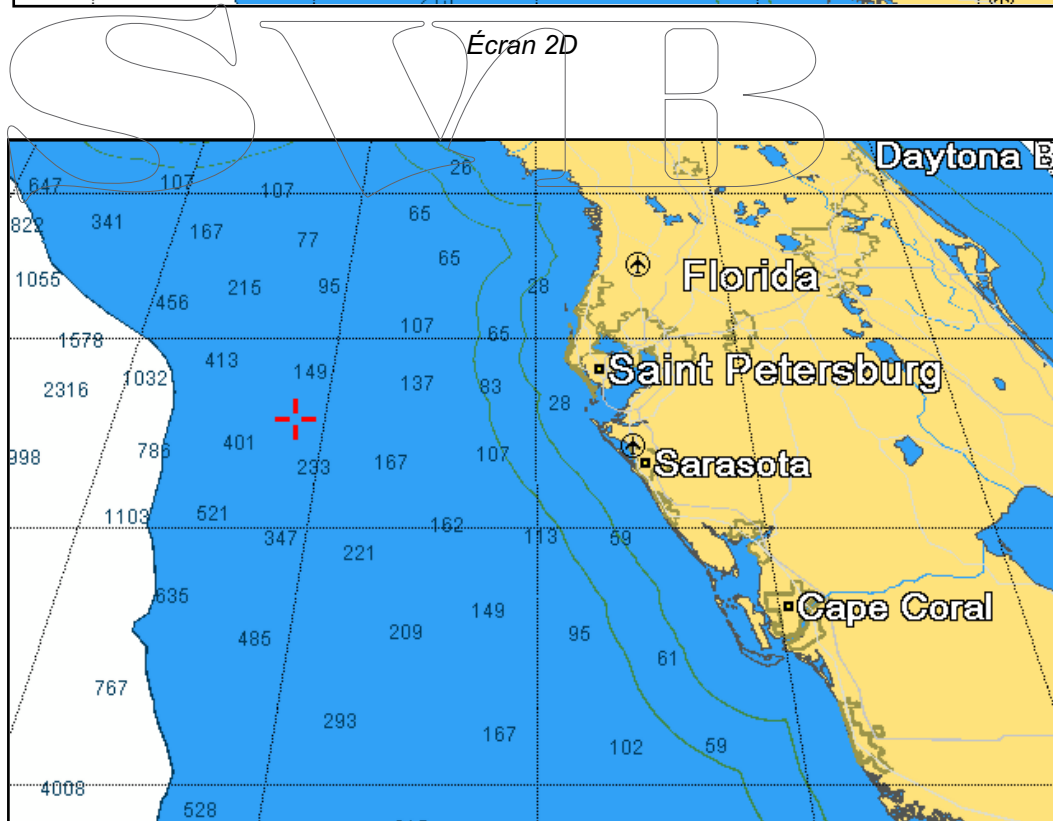 Écran 2D
SVB
Daytona B
26
647 107 107
822 341 167 77 65
1055 215 95 65 28
456 Florida
1578 107 65
413 149
2316 1032 137 83 Saint Petersburg
28
998 786 401 233 167 107 Sarasota
1103 521 162
347 221 113 59
635 149 Cape Coral
485 209 95 61
767
293 167 102 59
4008
528